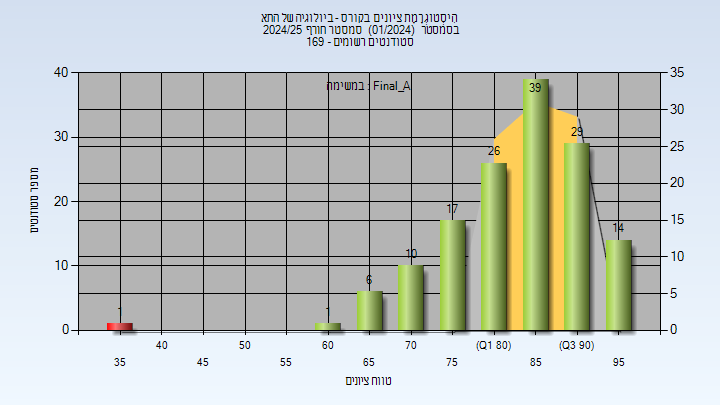 היסטוגרמת ציונים בקורס - ביולוגיה של התא
בסמסטר (01/2024) סמסטר חורף 2024/25
סטודנטים רשומים - 169
במשימה : Final_A
מספר סטודנטים
40
30
20
10
0
35
30
25
20
15
10
5
0
1
1
6
10
17
26
39
29
14
40 50 60 70 (Q1 80) (Q3 90)
35 45 55 65 75 85 95
טווח ציונים